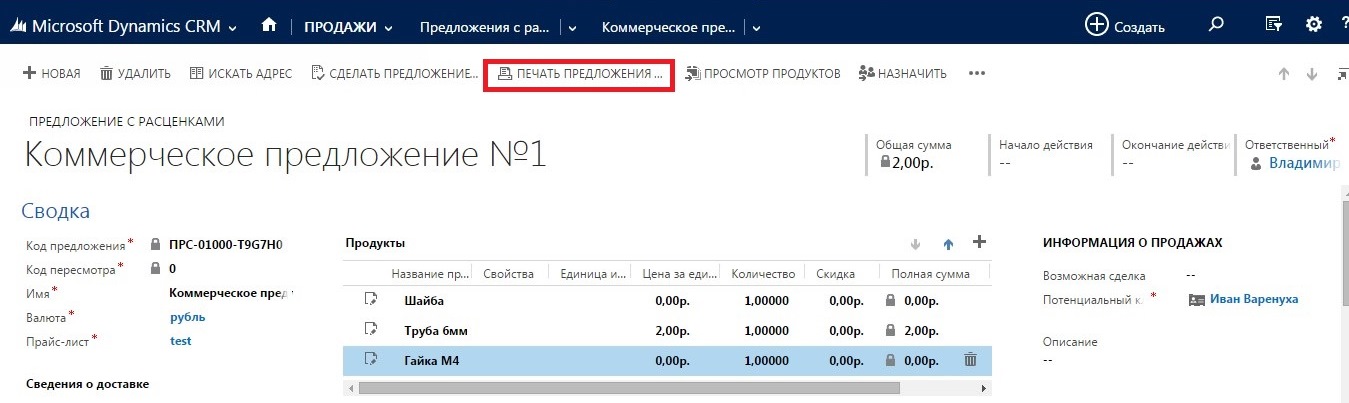 Microsoft Dynamics CRM ПРОДАЖИ Предложения с ра... Коммерческое пре... Создать ?
НОВАЯ УДАЛИТЬ ИСКАТЬ АДРЕС СДЕЛАТЬ ПРЕДЛОЖЕНИЕ... ПЕЧАТЬ ПРЕДЛОЖЕНИЯ ... ПРОСМОТР ПРОДУКТОВ НАЗНАЧИТЬ ...
ПРЕДЛОЖЕНИЕ С РАСЦЕНКАМИ
Коммерческое предложение №1
Общая сумма Начало действия Окончание действи Ответственный*
2,00р. -- -- Владимир
Сводка
Код предложения* ПРС-01000-T9G7H0
Код пересмотра* 0
Имя* Коммерческое пред
Валюта* рубль
Прайс-лист* test
Сведения о доставке
Продукты
Название пр... Свойства Единица и... Цена за еди... Количество Скидка Полная сумма
Шайба 0,00р. 1,00000 0,00р. 0,00р.
Труба 6мм 2,00р. 1,00000 0,00р. 2,00р.
Гайка М4 0,00р. 1,00000 0,00р. 0,00р.
ИНФОРМАЦИЯ О ПРОДАЖАХ
Возможная сделка --
Потенциальный к* Иван Варенуха
Описание
--